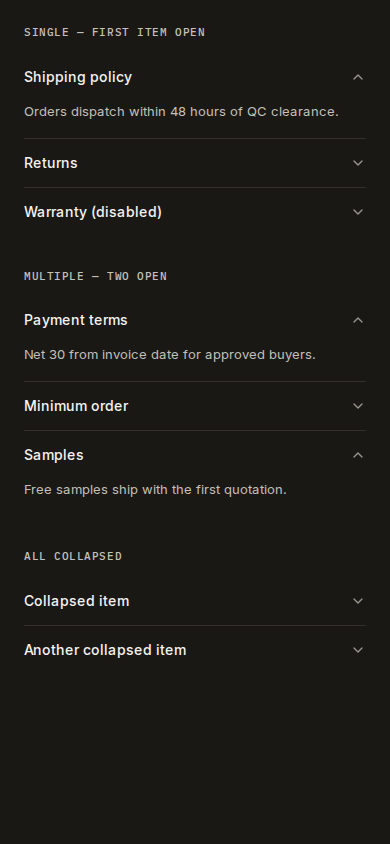 SINGLE — FIRST ITEM OPEN
Shipping policy
Orders dispatch within 48 hours of QC clearance.
Returns
Warranty (disabled)
MULTIPLE — TWO OPEN
Payment terms
Net 30 from invoice date for approved buyers.
Minimum order
Samples
Free samples ship with the first quotation.
ALL COLLAPSED
Collapsed item
Another collapsed item